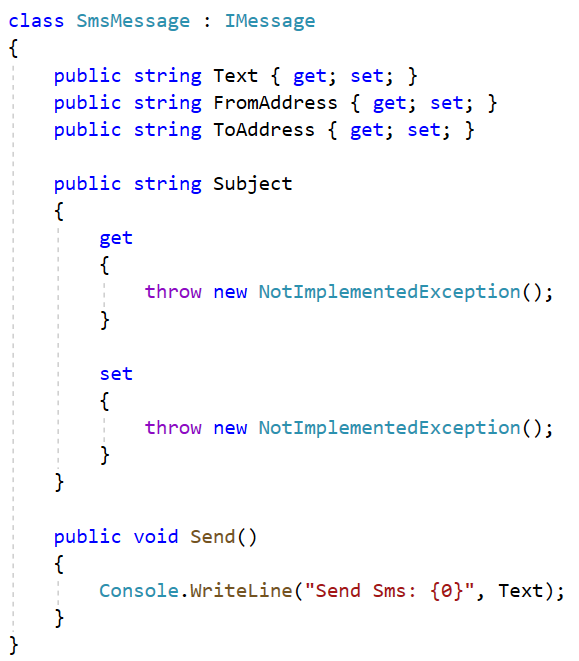 class SmsMessage : IMessage
{
    public string Text { get; set; }
    public string FromAddress { get; set; }
    public string ToAddress { get; set; }

    public string Subject
    {
        get
        {
            throw new NotImplementedException();
        }

        set
        {
            throw new NotImplementedException();
        }
    }

    public void Send()
    {
        Console.WriteLine("Send Sms: {0}", Text);
    }
}